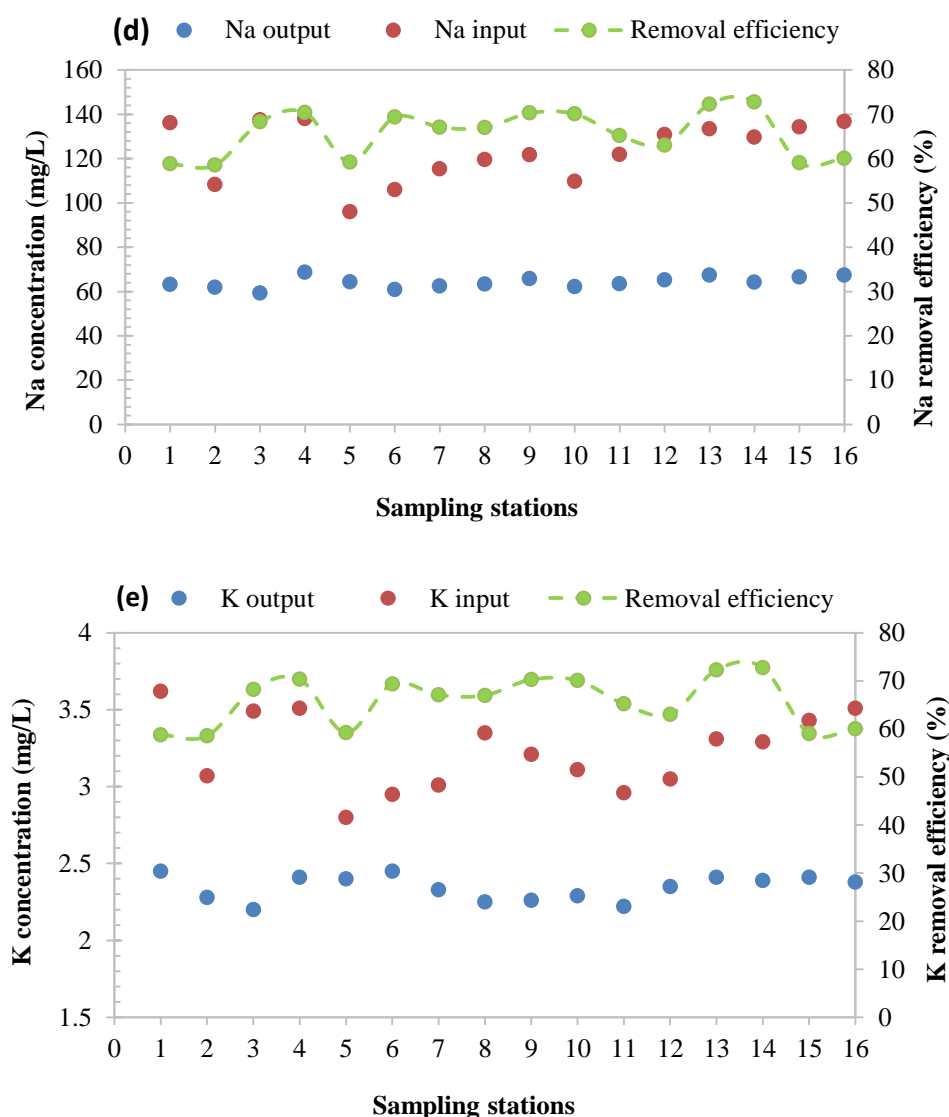 (d) Na output Na input Removal efficiency
160 80
140 70
120 60
100 50
80 40
60 30
40 20
20 10
0 0
Na concentration (mg/L)
Na removal efficiency (%)
0 1 2 3 4 5 6 7 8 9 10 11 12 13 14 15 16
Sampling stations
(e) K output K input Removal efficiency
4 80
70
3.5 60
50
3 40
2.5 30
20
2 10
1.5 0
K concentration (mg/L)
K removal efficiency (%)
0 1 2 3 4 5 6 7 8 9 10 11 12 13 14 15 16
Sampling stations